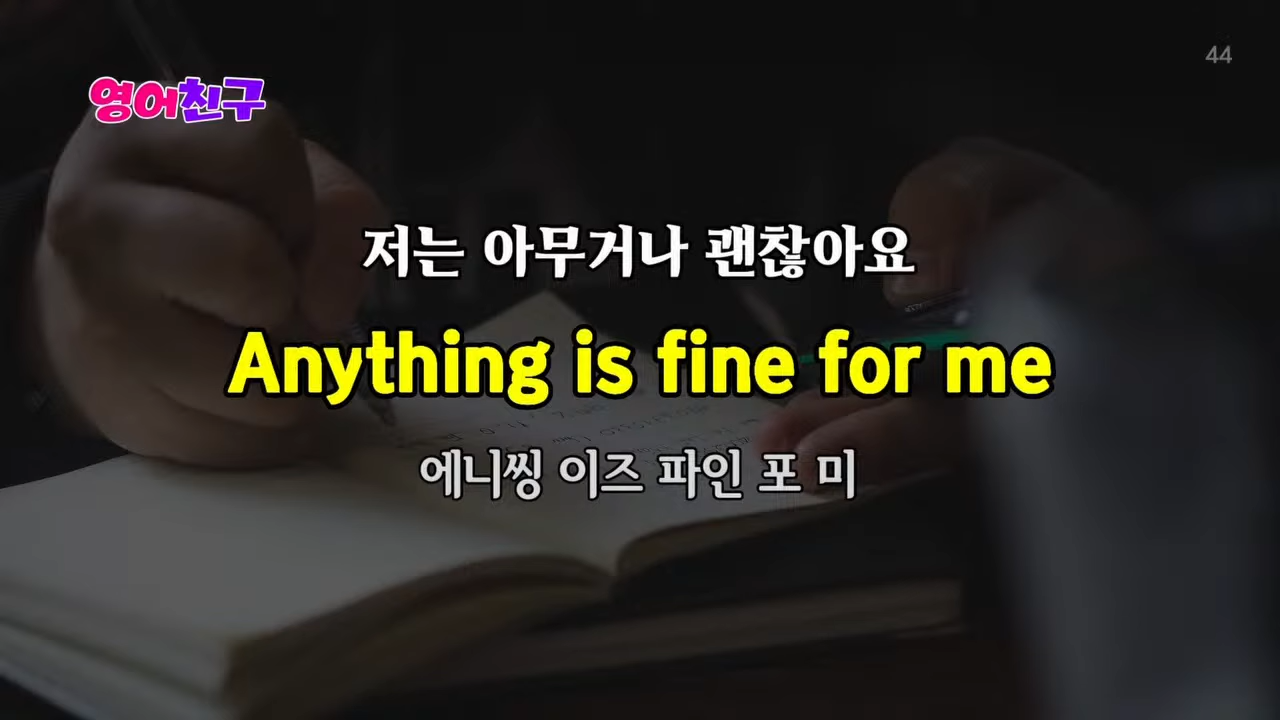 44
영어친구
저는 아무거나 괜찮아요
Anything is fine for me
에니씽 이즈 파인 포 미